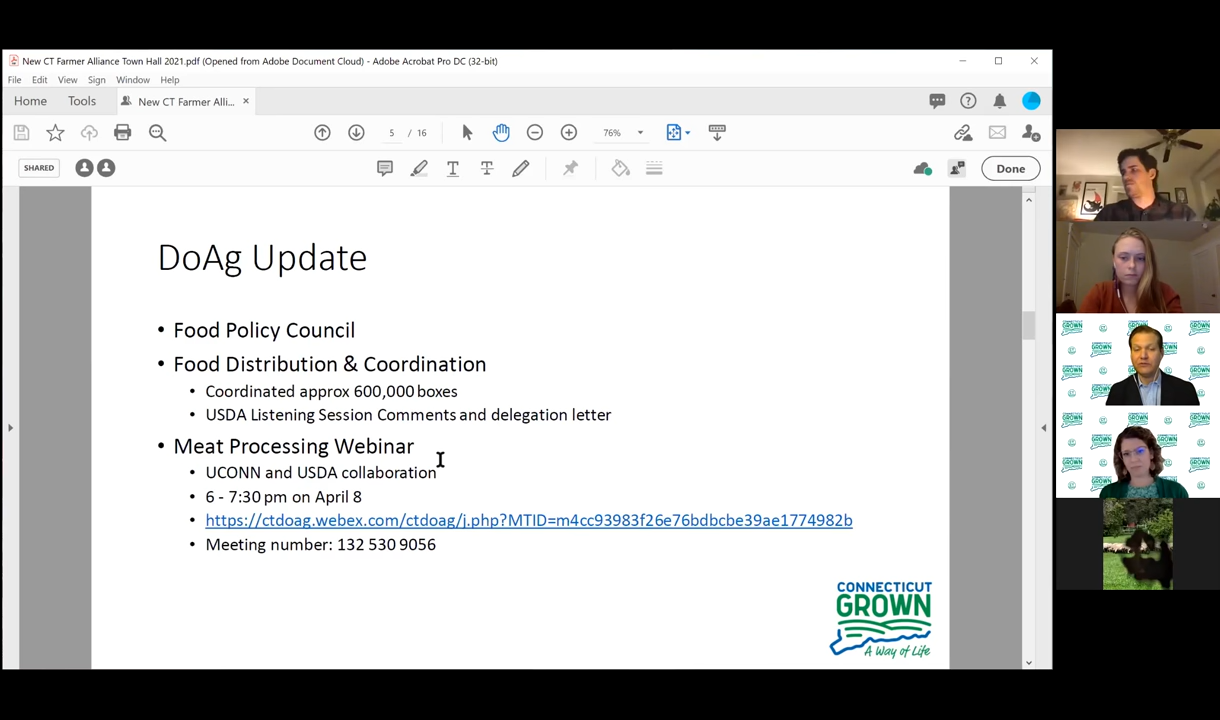 New CT Farmer Alliance Town Hall 2021.pdf (Opened from Adobe Document Cloud) - Adobe Acrobat Pro DC (32-bit)
File Edit View Sign Window Help
Home Tools New CT Farmer Alli... ×
5 / 16 76%
SHARED Done
DoAg Update
• Food Policy Council
• Food Distribution & Coordination
• Coordinated approx 600,000 boxes
• USDA Listening Session Comments and delegation letter
• Meat Processing Webinar
• UCONN and USDA collaboration
• 6 - 7:30 pm on April 8
• https://ctdoag.webex.com/ctdoag/j.php?MTID=m4cc93983f26e76bdbcbe39ae1774982b
• Meeting number: 132 530 9056
CONNECTICUT
GROWN
A Way of Life